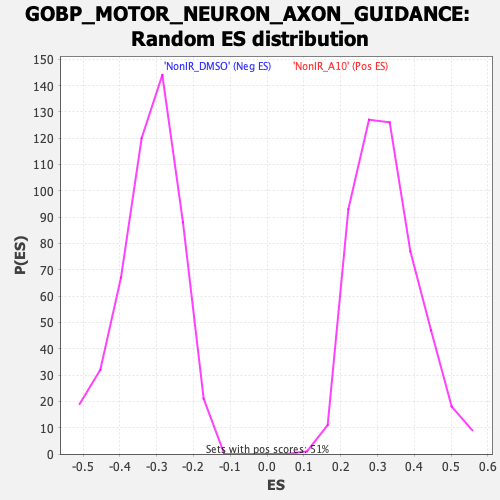 GOBP_MOTOR_NEURON_AXON_GUIDANCE:
Random ES distribution
'NonIR_DMSO' (Neg ES) 'NonIR_A10' (Pos ES)
150
140
130
120
110
100
90
80
70
60
50
40
30
20
10
0
P(ES)
Sets with pos scores: 51%
-0.5 -0.4 -0.3 -0.2 -0.1 0.0 0.1 0.2 0.3 0.4 0.5 0.6
ES